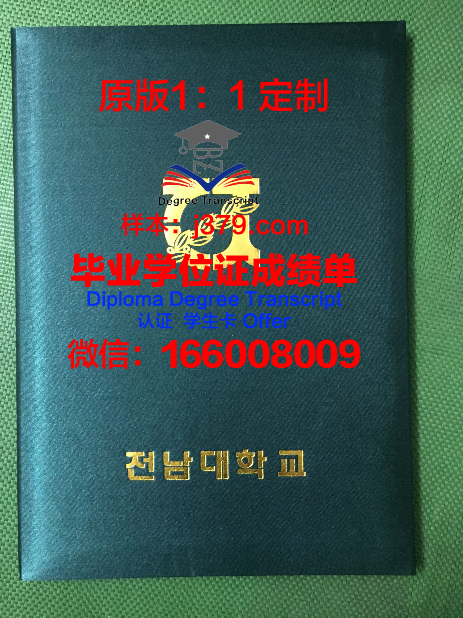 原版1：1 定制
BZ
Degree Transcript
样本：j379.com
毕业学位证成绩单
Diploma Degree Transcript
认证 学生卡 Offer
微信：166008009
전남대학교